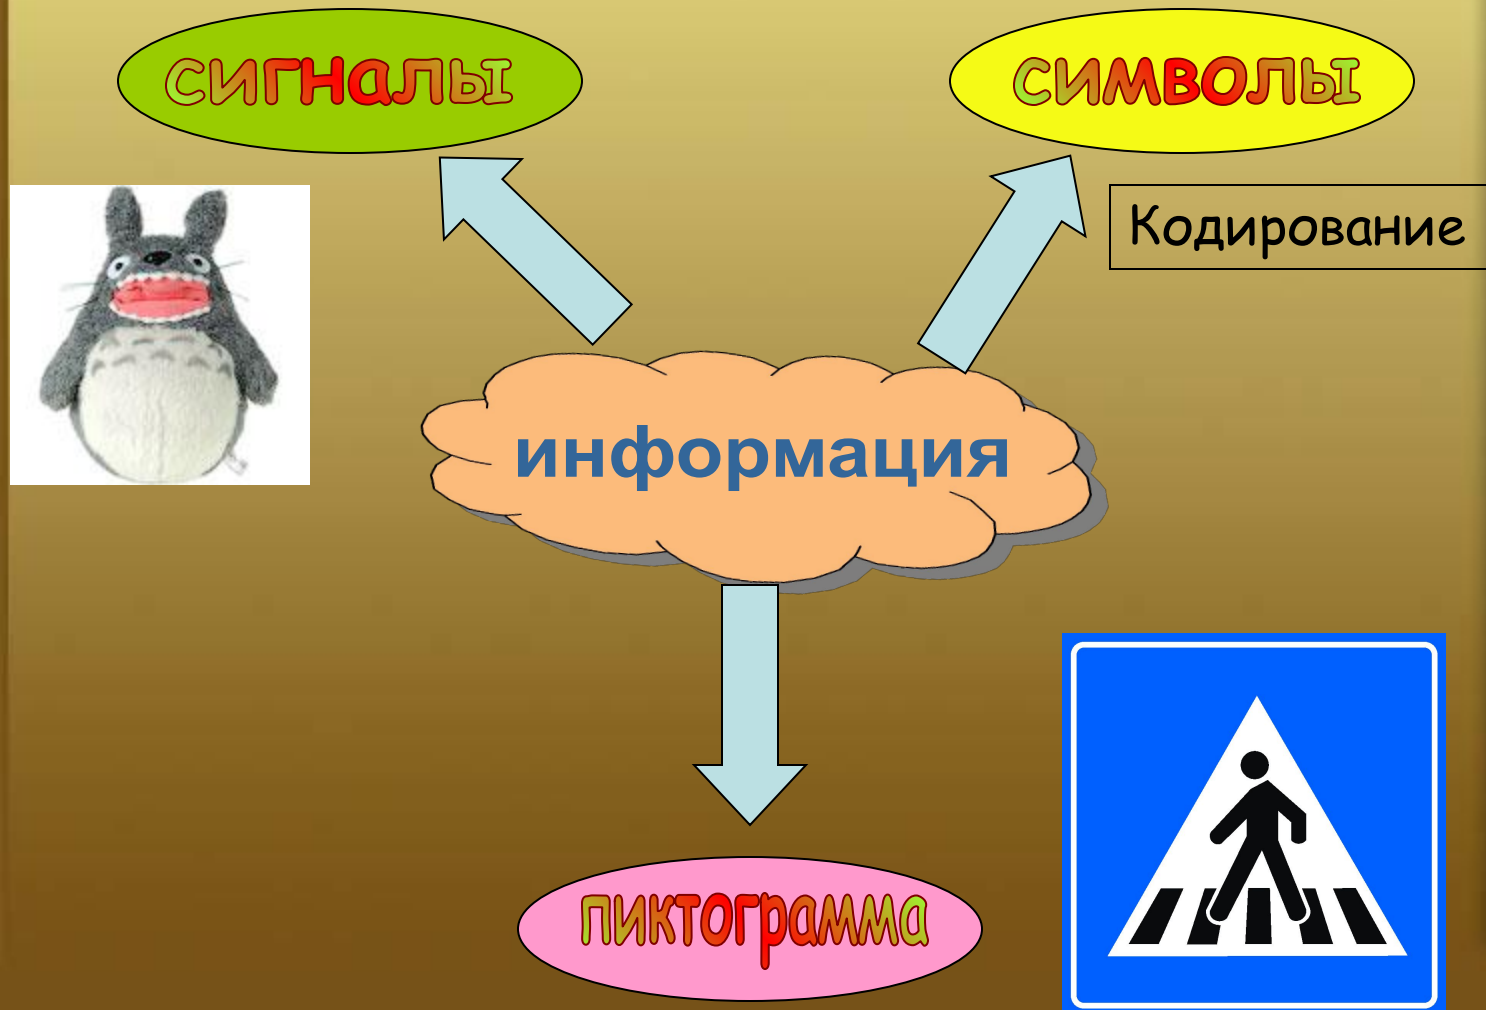 сигналы
символы
Кодирование
информация
пиктограмма